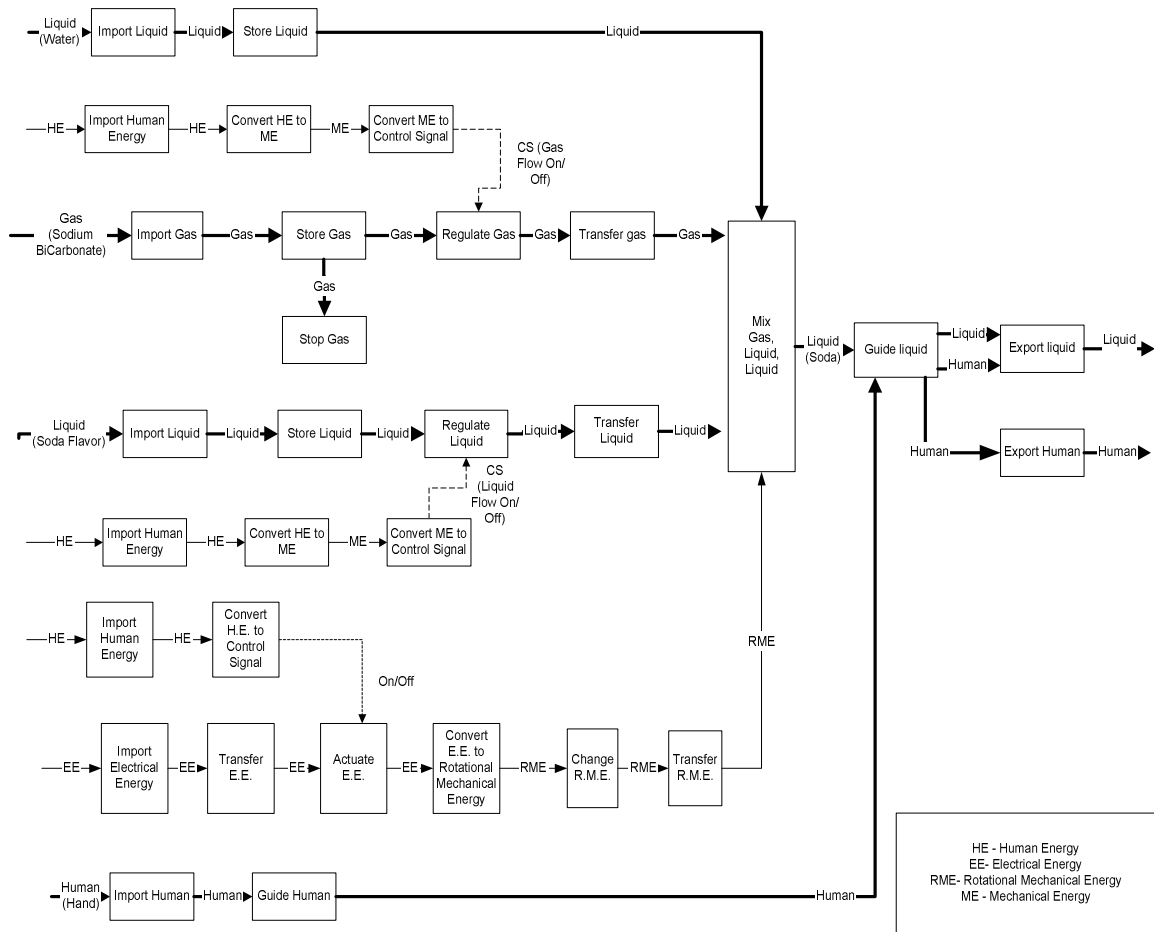 Liquid
(Water)
Import Liquid
Liquid
Store Liquid
Liquid
HE
Import Human
Energy
HE
Convert HE to
ME
ME
Convert ME to
Control Signal
CS (Gas
Flow On/
Off)
Gas
(Sodium
BiCarbonate)
Import Gas
Gas
Store Gas
Gas
Regulate Gas
Gas
Transfer gas
Gas
Gas
Stop Gas
Mix
Gas,
Liquid,
Liquid
Liquid
(Soda)
Guide liquid
Liquid
Human
Export liquid
Liquid
Human
Export Human
Human
Liquid
(Soda Flavor)
Import Liquid
Liquid
Store Liquid
Liquid
Regulate
Liquid
Liquid
Transfer
Liquid
Liquid
CS
(Liquid
Flow On/
Off)
HE
Import Human
Energy
HE
Convert HE to
ME
ME
Convert ME to
Control Signal
HE
Import
Human
Energy
HE
Convert
H.E. to
Control
Signal
On/Off
RME
EE
Import
Electrical
Energy
EE
Transfer
E.E.
EE
Actuate
E.E.
EE
Convert
E.E. to
Rotational
Mechanical
Energy
RME
Change
R.M.E.
RME
Transfer
R.M.E.
Human
(Hand)
Import Human
Human
Guide Human
Human
HE - Human Energy
EE- Electrical Energy
RME- Rotational Mechanical Energy
ME - Mechanical Energy